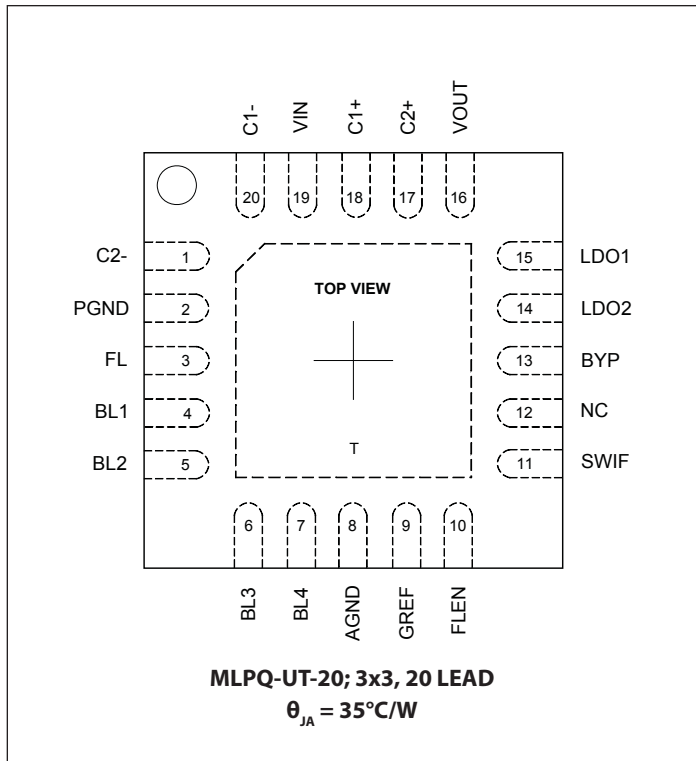 C1-
VIN
C1+
C2+
VOUT
20
19
18
17
16
C2- 1
PGND 2
FL 3
BL1 4
BL2 5
TOP VIEW
T
15 LDO1
14 LDO2
13 BYP
12 NC
11 SWIF
6
7
8
9
10
BL3
BL4
AGND
GREF
FLEN
MLPQ-UT-20; 3x3, 20 LEAD
θJA = 35°C/W